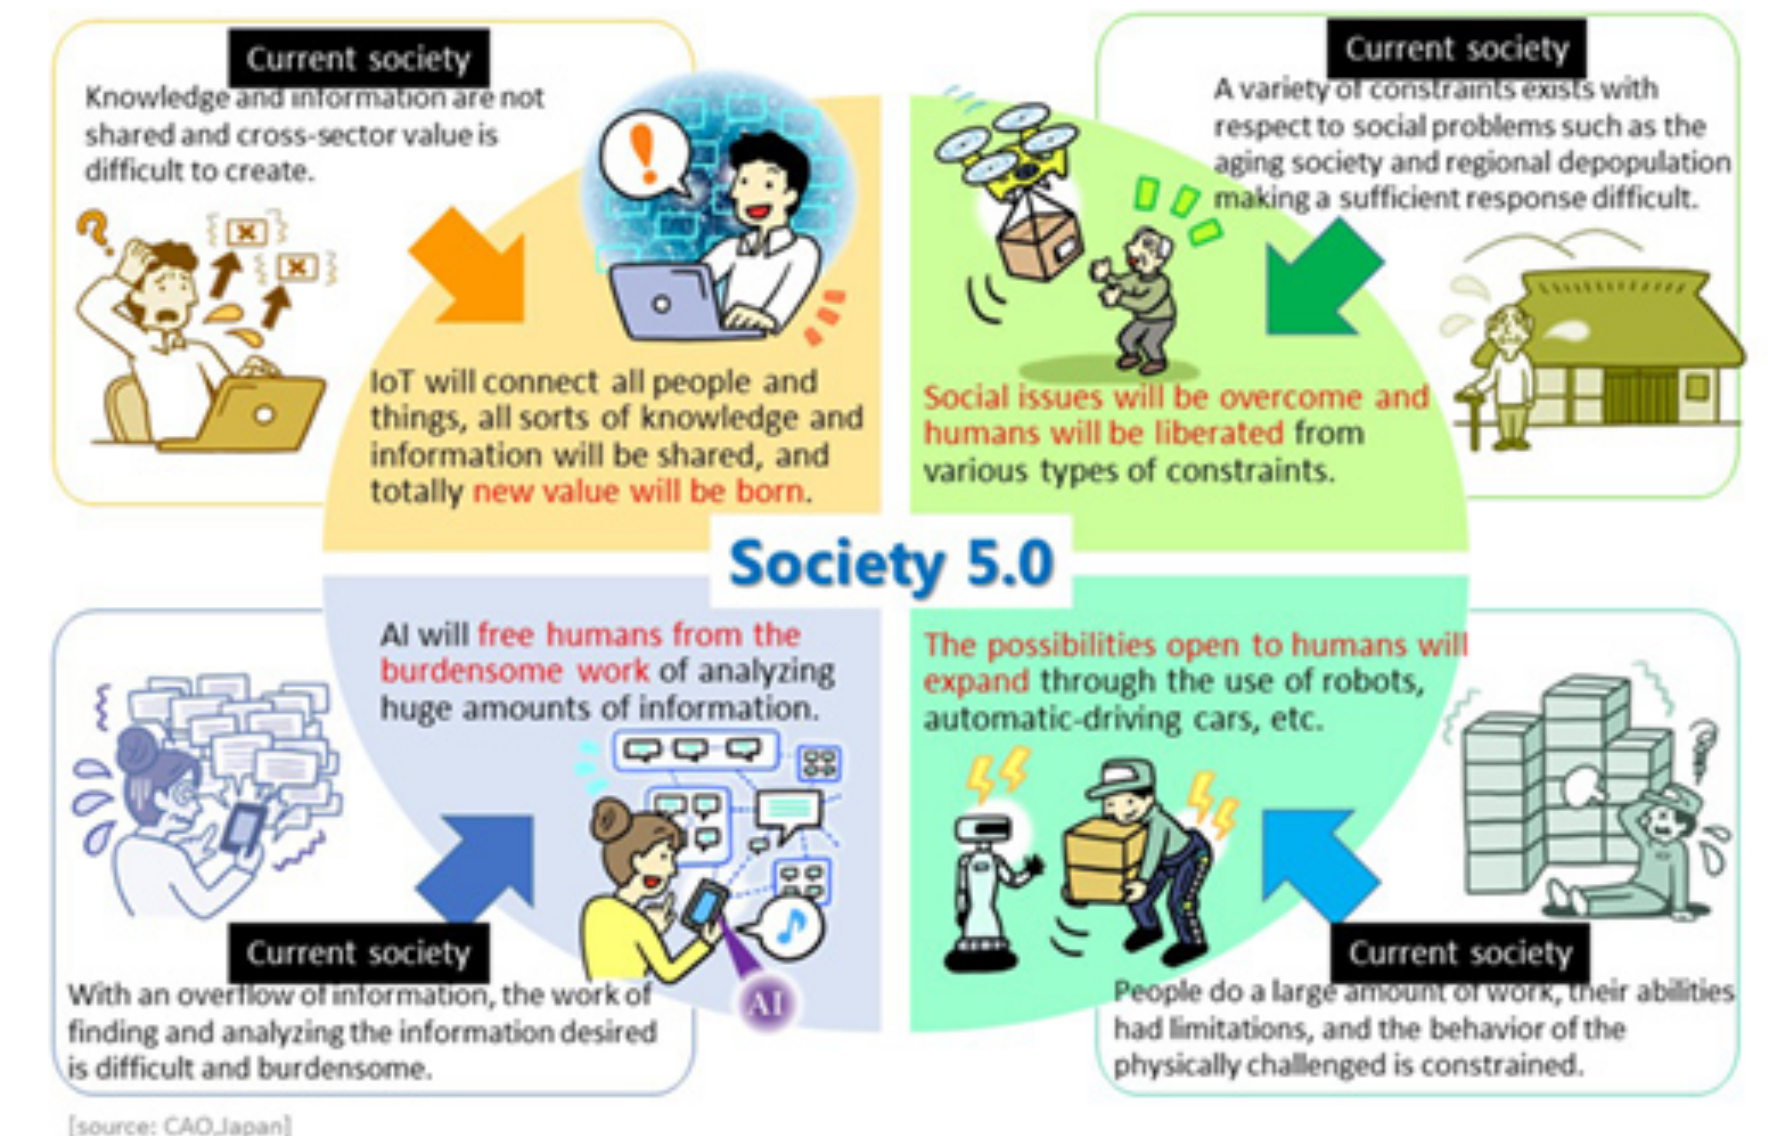 Current society
Knowledge and information are not
shared and cross-sector value is
difficult to create.
?
!
IoT will connect all people and
things, all sorts of knowledge and
information will be shared, and
totally new value will be born.
Current society
A variety of constraints exists with
respect to social problems such as the
aging society and regional depopulation
making a sufficient response difficult.
Social issues will be overcome and
humans will be liberated from
various types of constraints.
Society 5.0
AI will free humans from the
burdensome work of analyzing
huge amounts of information.
AI
Current society
With an overflow of information, the work of
finding and analyzing the information desired
is difficult and burdensome.
The possibilities open to humans will
expand through the use of robots,
automatic-driving cars, etc.
Current society
People do a large amount of work, their abilities
had limitations, and the behavior of the
physically challenged is constrained.
[source: CAO,Japan]